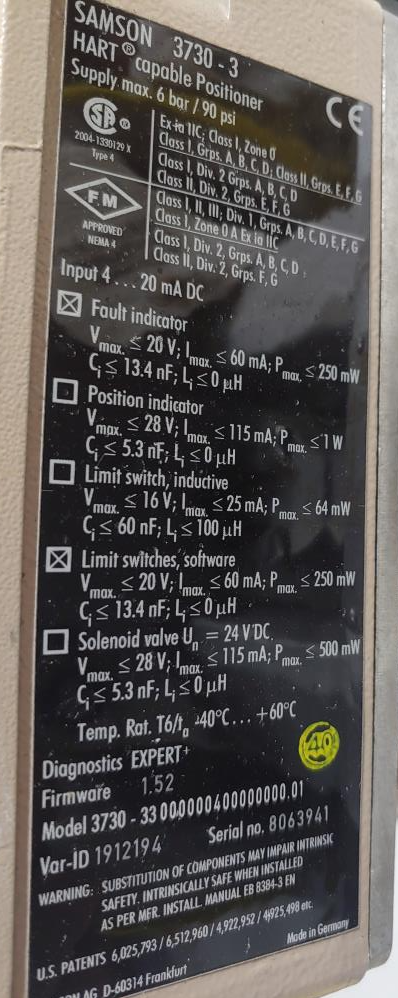 SAMSON 3730 - 3
HART® capable Positioner
Supply max. 6 bar / 90 psi
CE
SA
2004-1330129 X
Type 4
Ex-ia IIC; Class I, Zone 0
Class I, Grps. A, B, C, D; Class II, Grps. E, F, G
Class I, Div. 2 Grps. A, B, C, D
Class II, Div. 2, Grps. E, F, G
FM
APPROVED
NEMA 4
Class I, II, III; Div. 1, Grps. A, B, C, D, E, F, G
Class I, Zone 0 A Ex ia IIC
Class I, Div. 2, Grps. A, B, C, D
Class II, Div. 2, Grps. F, G
Input 4 ... 20 mA DC
☒ Fault indicator
Vmax. ≤ 20 V; Imax. ≤ 60 mA; Pmax. ≤ 250 mW
Ci ≤ 13.4 nF; Li ≤ 0 µH
☐ Position indicator
Vmax. ≤ 28 V; Imax. ≤ 115 mA; Pmax. ≤ 1 W
Ci ≤ 5.3 nF; Li ≤ 0 µH
☐ Limit switch, inductive
Vmax. ≤ 16 V; Imax. ≤ 25 mA; Pmax. ≤ 64 mW
Ci ≤ 60 nF; Li ≤ 100 µH
☒ Limit switches, software
Vmax. ≤ 20 V; Imax. ≤ 60 mA; Pmax. ≤ 250 mW
Ci ≤ 13.4 nF; Li ≤ 0 µH
☐ Solenoid valve Un = 24 V DC
Vmax. ≤ 28 V; Imax. ≤ 115 mA; Pmax. ≤ 500 mW
Ci ≤ 5.3 nF; Li ≤ 0 µH
Temp. Rat. T6/ta -40°C ... +60°C
40
Diagnostics EXPERT+
Firmware 1.52
Model 3730 - 33000000400000000.01
Serial no. 8063941
Var-ID 1912194
WARNING: SUBSTITUTION OF COMPONENTS MAY IMPAIR INTRINSIC
SAFETY. INTRINSICALLY SAFE WHEN INSTALLED
AS PER MFR. INSTALL. MANUAL EB 8384-3 EN
U.S. PATENTS 6,025,793 / 6,512,960 / 4,922,952 / 4,925,498 etc.
AG D-60314 Frankfurt
Made in Germany